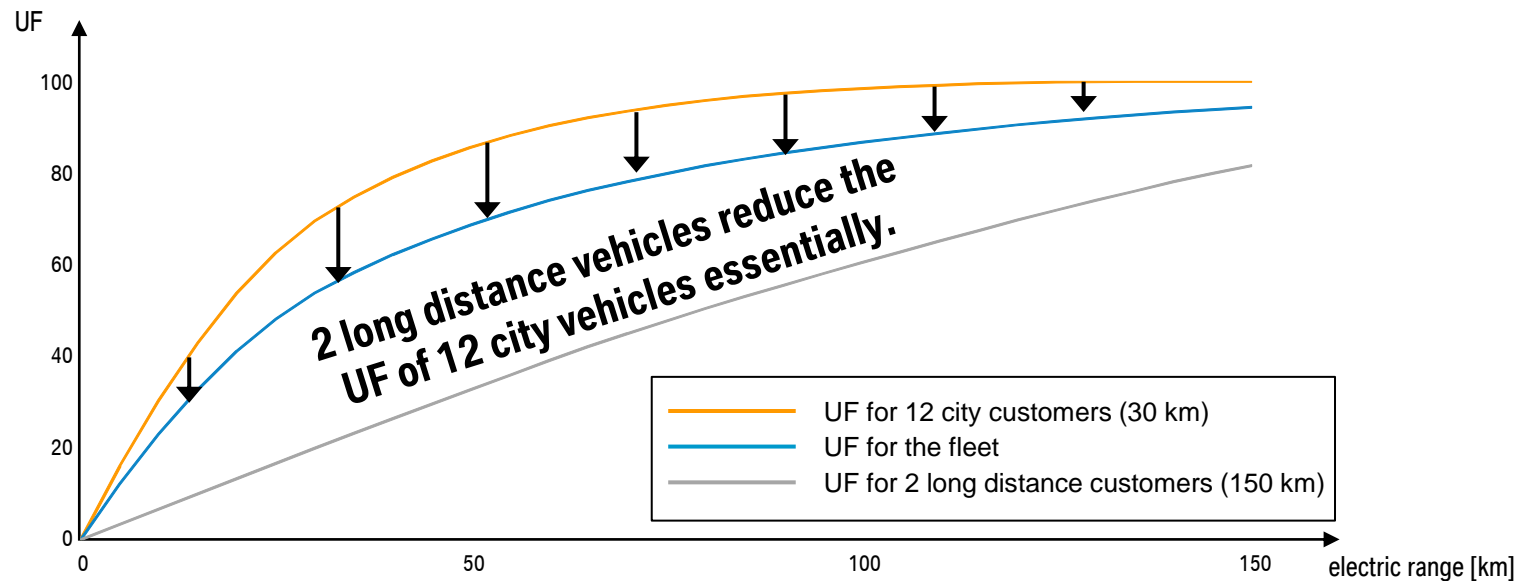 UF
100
80
60
40
20
0
2 long distance vehicles reduce the
UF of 12 city vehicles essentially.
UF for 12 city customers (30 km)
UF for the fleet
UF for 2 long distance customers (150 km)
0
50
100
150
electric range [km]